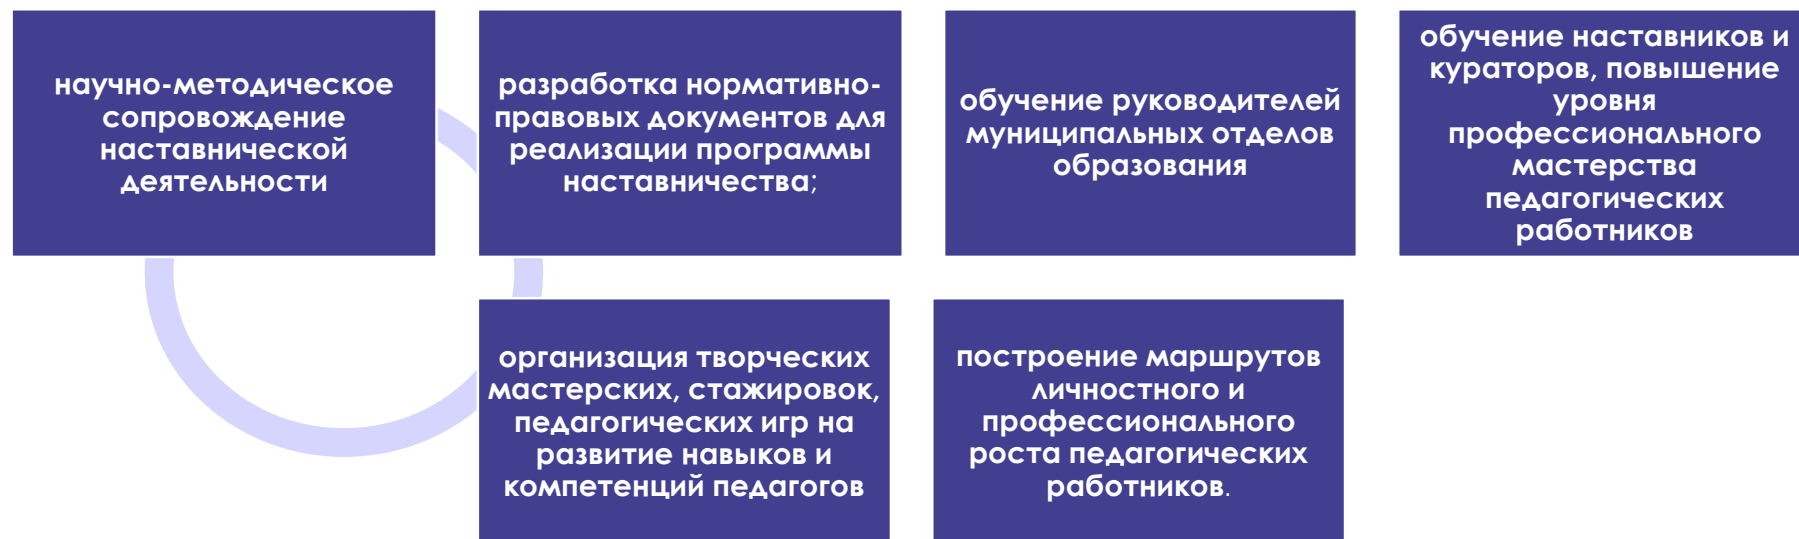 научно-методическое
сопровождение
наставнической
деятельности
разработка нормативно-
правовых документов для
реализации программы
наставничества;
обучение руководителей
муниципальных отделов
образования
обучение наставников и
кураторов, повышение
уровня
профессионального
мастерства
педагогических
работников
организация творческих
мастерских, стажировок,
педагогических игр на
развитие навыков и
компетенций педагогов
построение маршрутов
личностного и
профессионального
роста педагогических
работников.